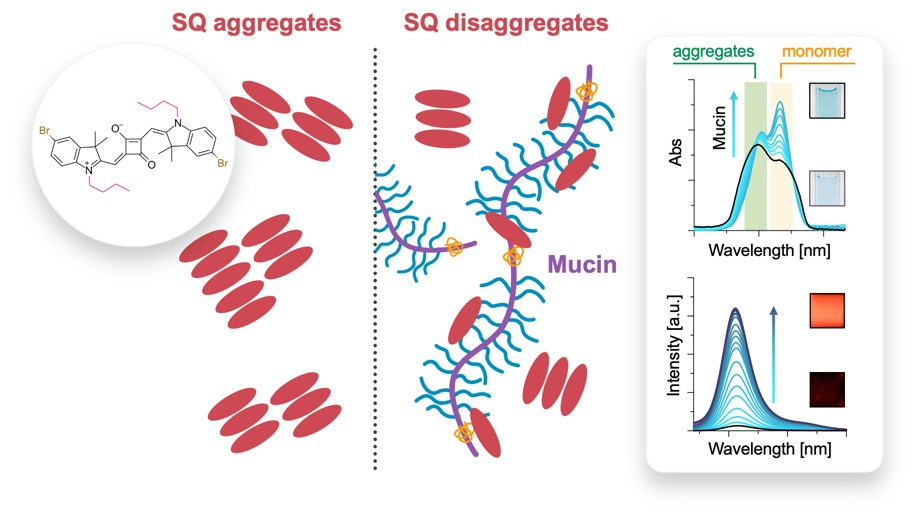 SQ aggregates
SQ disaggregates
Br
N
O⁻
N⁺
O
Br
Mucin
aggregates
monomer
Mucin
Abs
Wavelength [nm]
Intensity [a.u.]
Wavelength [nm]